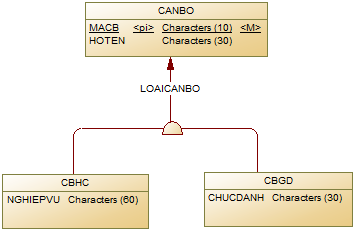 CANBO
MACB <pi> Characters (10) <M>
HOTEN Characters (30)
LOAICANBO
CBHC
NGHIEPVU Characters (60)
CBGD
CHUCDANH Characters (30)